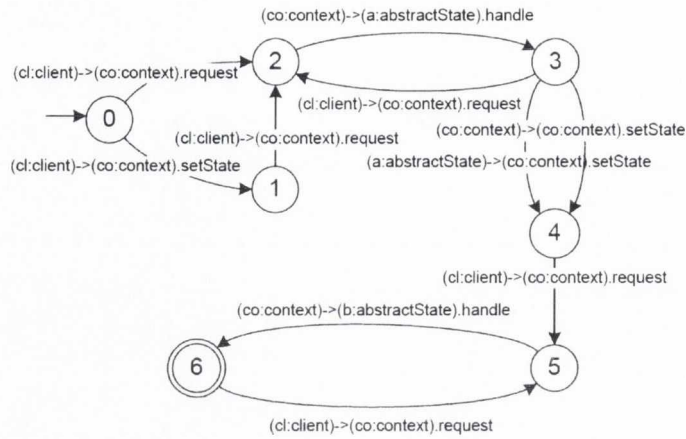 (co:context)->(a:abstractState).handle
2
3
(cl:client)->(co:context).request
(cl:client)->(co:context).request
0
(cl:client)->(co:context).request
(co:context)->(co:context).setState
(cl:client)->(co:context).setState
(a:abstractState)->(co:context).setState
1
4
(cl:client)->(co:context).request
(co:context)->(b:abstractState).handle
6
5
(cl:client)->(co:context).request